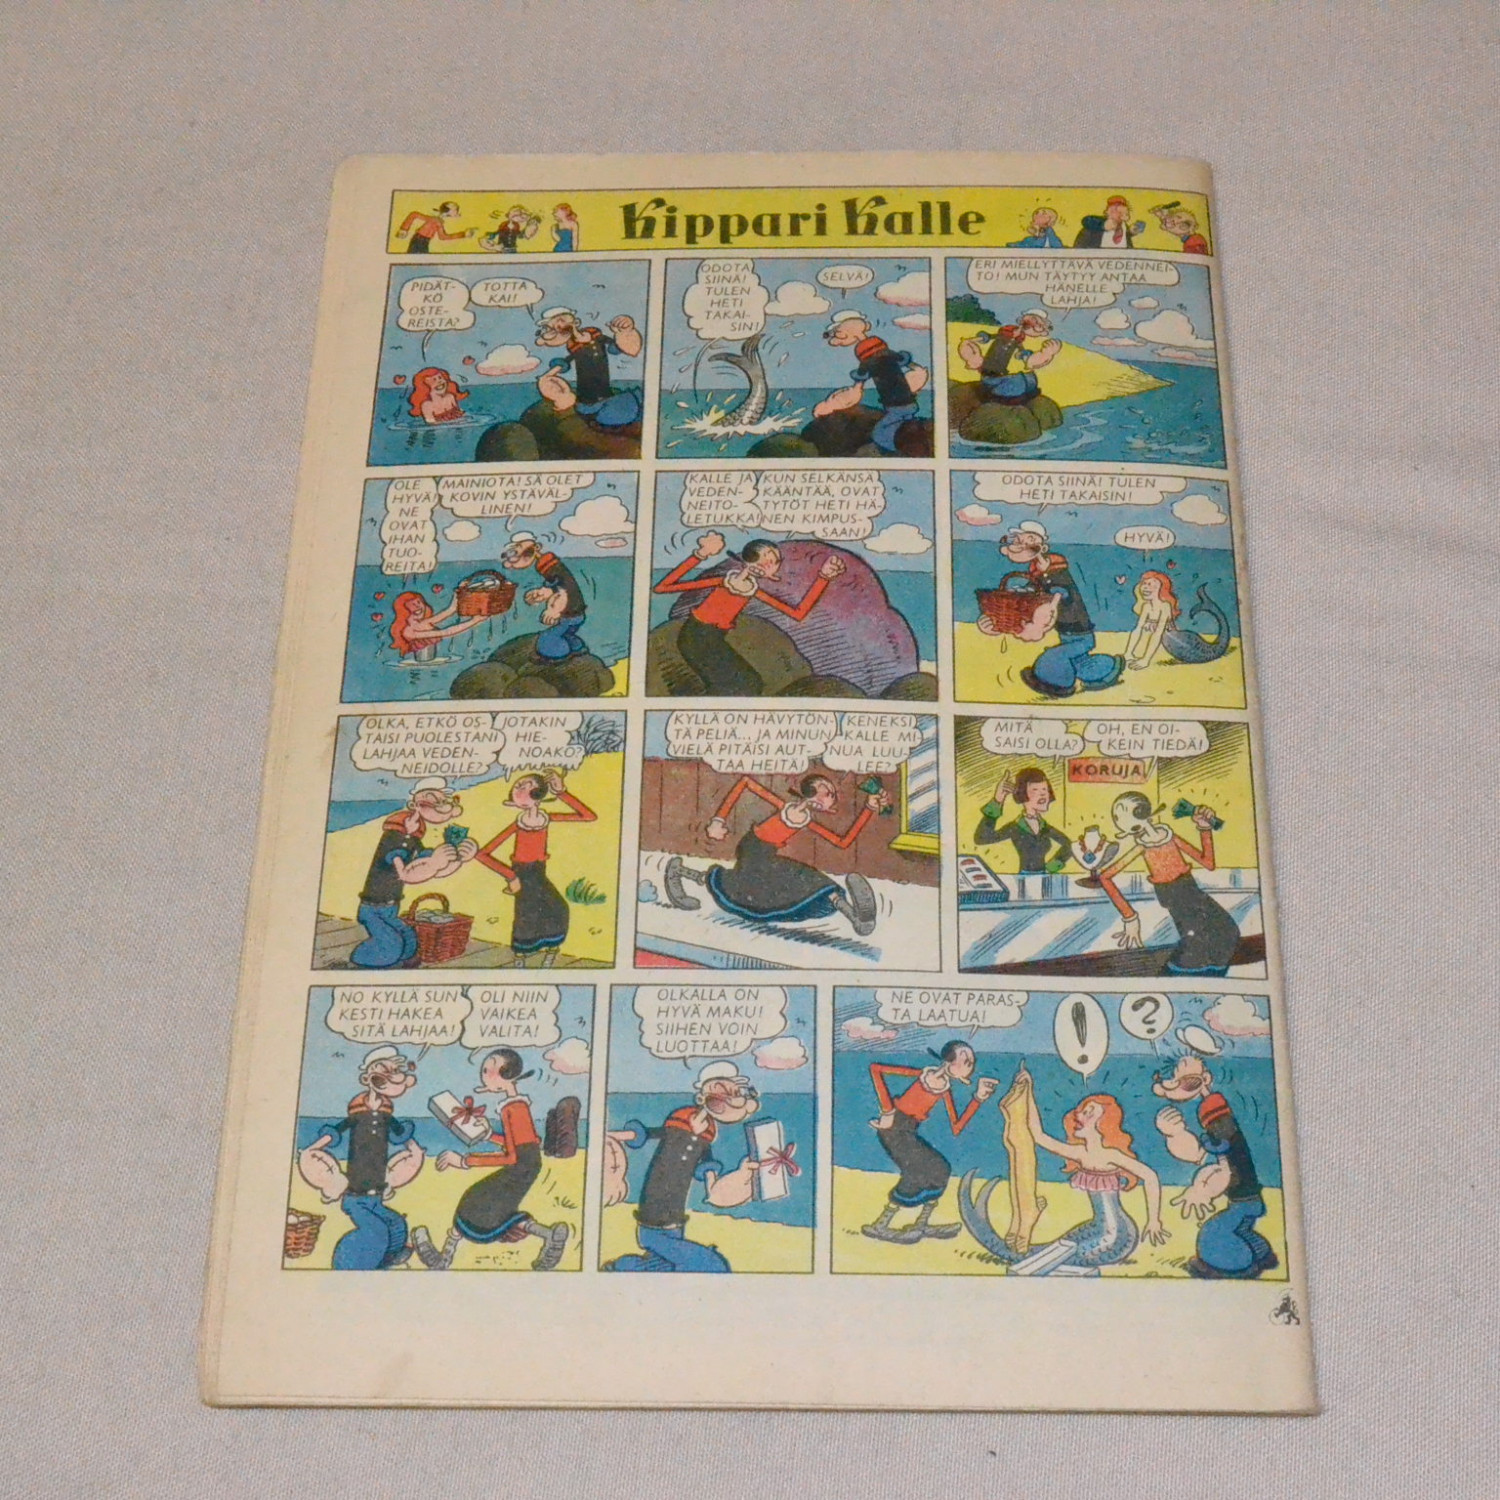 Kippari Kalle
PIDÄT-
KÖ
OSTE-
REISTA?
TOTTA
KAI!
ODOTA
SIINÄ!
TULEN
HETI
TAKAI-
SIN!
SELVÄ!
ERI MIELLYTTÄVÄ VEDENNEI-
TO! MUN TÄYTYY ANTAA
HÄNELLE
LAHJA!
OLE
HYVÄ!
NE
OVAT
IHAN
TUO-
REITA!
MAINIOTA! SÄ OLET
KOVIN YSTÄVÄL-
LINEN!
KALLE JA
VEDEN-
NEITO-
LETUKKA!
KUN SELKÄNSÄ
KÄÄNTÄÄ, OVAT
TYTÖT HETI HÄ-
NEN KIMPUS-
SAAN!
ODOTA SIINÄ! TULEN
HETI TAKAISIN!
HYVÄ!
OLKA, ETKÖ OS-
TAISI PUOLESTANI
LAHJAA VEDEN-
NEIDOLLE?
JOTAKIN
HIE-
NOAKO?
KYLLÄ ON HÄVYTÖN-
TÄ PELIÄ... JA MINUN
VIELÄ PITÄISI AUT-
TAA HEITÄ!
KENEKSI
KALLE MI-
NUA LUU-
LEE?
MITÄ
SAISI OLLA?
OH, EN OI-
KEIN TIEDÄ!
KORUJA
NO KYLLÄ SUN
KESTI HAKEA
SITÄ LAHJAA!
OLI NIIN
VAIKEA
VALITA!
OLKALLA ON
HYVÄ MAKU!
SIIHEN VOIN
LUOTTAA!
NE OVAT PARAS-
TA LAATUA!
!
?